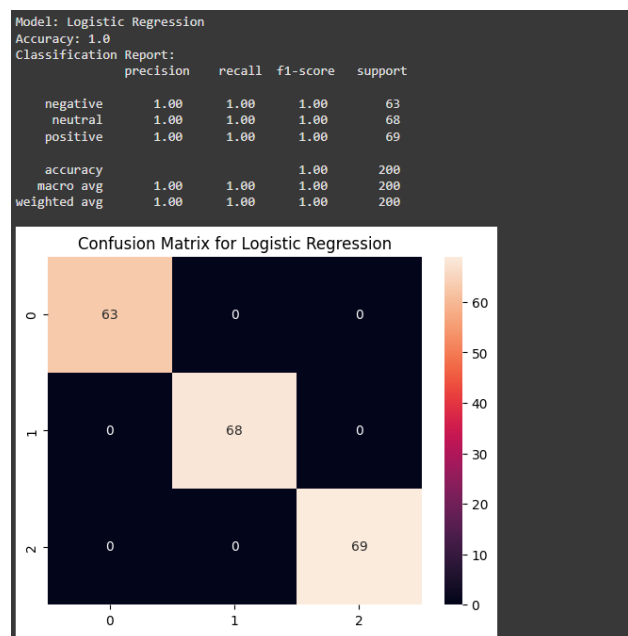 Model: Logistic Regression
Accuracy: 1.0
Classification Report:
precision recall f1-score support
negative 1.00 1.00 1.00 63
neutral 1.00 1.00 1.00 68
positive 1.00 1.00 1.00 69
accuracy 1.00 200
macro avg 1.00 1.00 1.00 200
weighted avg 1.00 1.00 1.00 200
Confusion Matrix for Logistic Regression
0 63 0 0
1 0 68 0
2 0 0 69
0 1 2
60
50
40
30
20
10
0